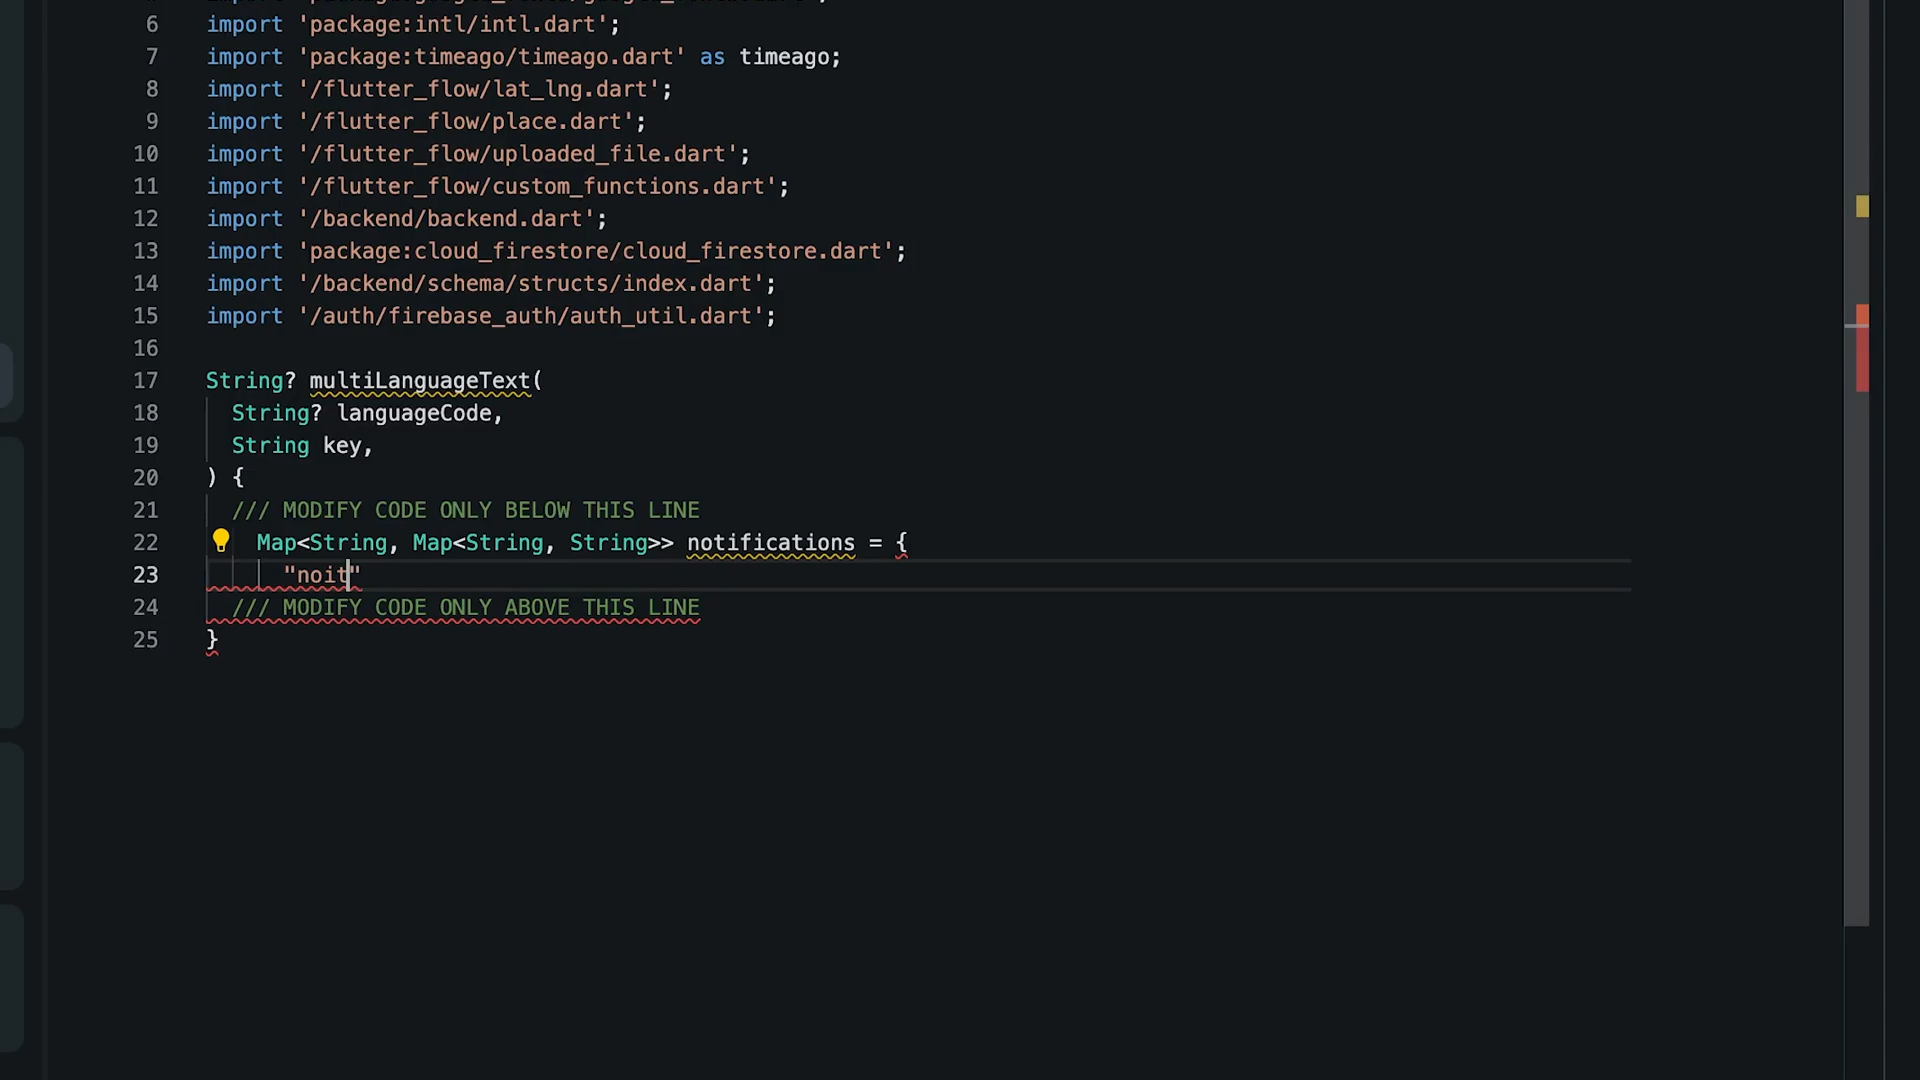 6 import 'package:intl/intl.dart';
7 import 'package:timeago/timeago.dart' as timeago;
8 import '/flutter_flow/lat_lng.dart';
9 import '/flutter_flow/place.dart';
10 import '/flutter_flow/uploaded_file.dart';
11 import '/flutter_flow/custom_functions.dart';
12 import '/backend/backend.dart';
13 import 'package:cloud_firestore/cloud_firestore.dart';
14 import '/backend/schema/structs/index.dart';
15 import '/auth/firebase_auth/auth_util.dart';
16
17 String? multiLanguageText(
18 String? languageCode,
19 String key,
20 ) {
21 /// MODIFY CODE ONLY BELOW THIS LINE
22 Map<String, Map<String, String>> notifications = {
23 "noit"
24 /// MODIFY CODE ONLY ABOVE THIS LINE
25 }